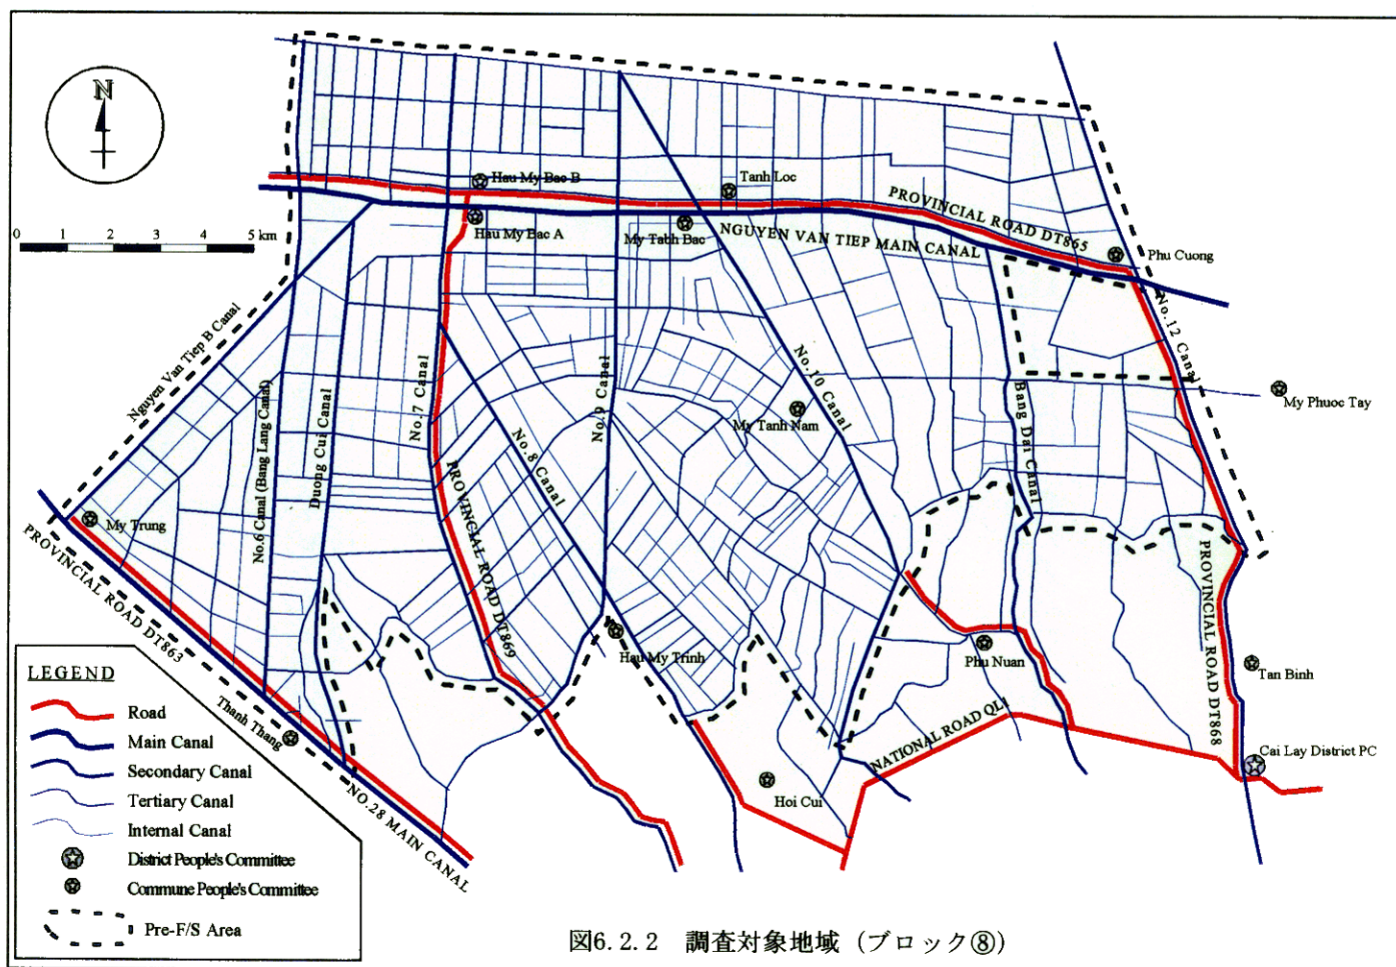 N
0 1 2 3 4 5 km
Hau My Bac B
Tanh Loc
PROVINCIAL ROAD DT865
Hau My Bac A
My Tabh Bac
NGUYEN VAN TIEP MAIN CANAL
Phu Cuong
Nguyen Van Tiep B Canal
No.12 Canal
No.7 Canal
No.9 Canal
No.10 Canal
My Phuoc Tay
No.6 Canal (Bang Lang Canal)
Duong Cui Canal
No.8 Canal
My Tanh Nam
Bang Dai Canal
My Trung
PROVINCIAL ROAD DT863
PROVINCIAL ROAD DT869
PROVINCIAL ROAD DT868
Hau My Trinh
Phu Nuan
Tan Binh
Thanh Thang
NATIONAL ROAD QL1
Cai Lay District PC
Hoi Cui
NO.28 MAIN CANAL
LEGEND
Road
Main Canal
Secondary Canal
Tertiary Canal
Internal Canal
District People's Committee
Commune People's Committee
Pre-F/S Area
図6.2.2 調査対象地域 (ブロック⑧)